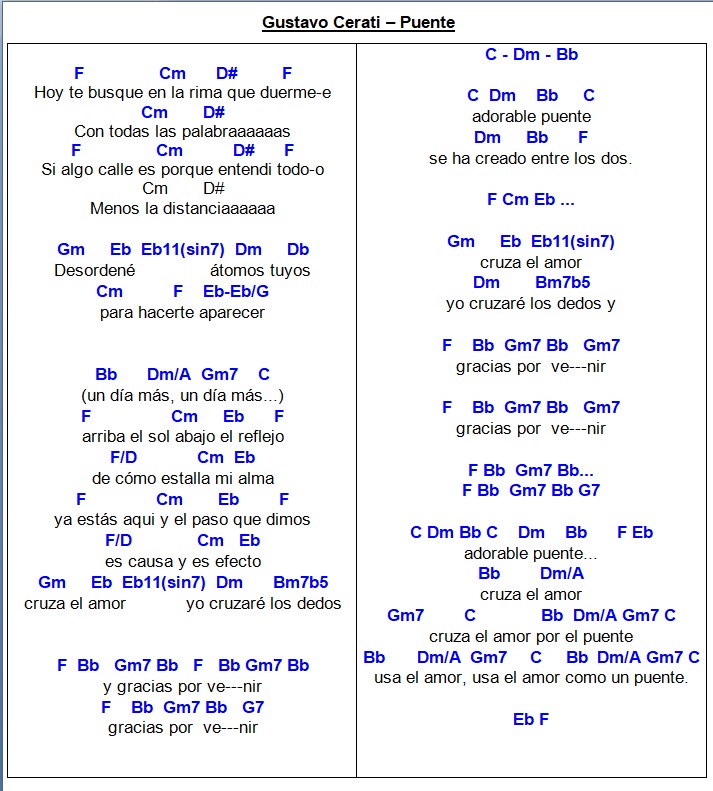 Gustavo Cerati – Puente
F Cm D# F
Hoy te busque en la rima que duerme-e
Cm D#
Con todas las palabraaaaaas
F Cm D# F
Si algo calle es porque entendi todo-o
Cm D#
Menos la distanciaaaaaa
Gm Eb Eb11(sin7) Dm Db
Desordené átomos tuyos
Cm F Eb-Eb/G
para hacerte aparecer
Bb Dm/A Gm7 C
(un día más, un día más...)
F Cm Eb F
arriba el sol abajo el reflejo
F/D Cm Eb
de cómo estalla mi alma
F Cm Eb F
ya estás aqui y el paso que dimos
F/D Cm Eb
es causa y es efecto
Gm Eb Eb11(sin7) Dm Bm7b5
cruza el amor yo cruzaré los dedos
F Bb Gm7 Bb F Bb Gm7 Bb
y gracias por ve---nir
F Bb Gm7 Bb G7
gracias por ve---nir
C - Dm - Bb
C Dm Bb C
adorable puente
Dm Bb F
se ha creado entre los dos.
F Cm Eb ...
Gm Eb Eb11(sin7)
cruza el amor
Dm Bm7b5
yo cruzaré los dedos y
F Bb Gm7 Bb Gm7
gracias por ve---nir
F Bb Gm7 Bb Gm7
gracias por ve---nir
F Bb Gm7 Bb...
F Bb Gm7 Bb G7
C Dm Bb C Dm Bb F Eb
adorable puente...
Bb Dm/A
cruza el amor
Gm7 C Bb Dm/A Gm7 C
cruza el amor por el puente
Bb Dm/A Gm7 C Bb Dm/A Gm7 C
usa el amor, usa el amor como un puente.
Eb F